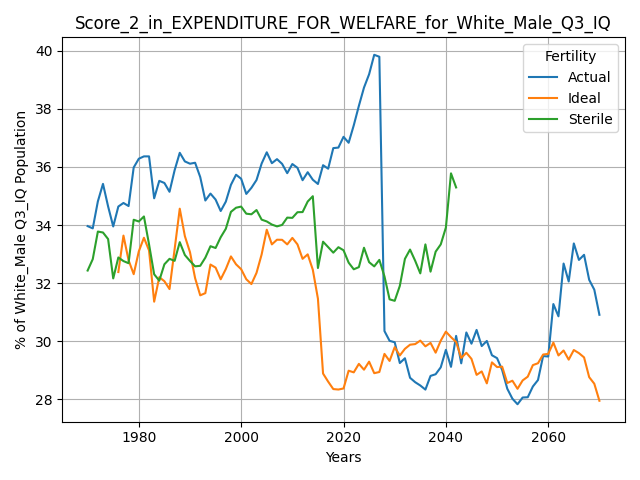 Score_2_in_EXPENDITURE_FOR_WELFARE_for_White_Male_Q3_IQ
% of White_Male Q3_IQ Population
40
38
36
34
32
30
28
Fertility
Actual
Ideal
Sterile
1980 2000 2020 2040 2060
Years